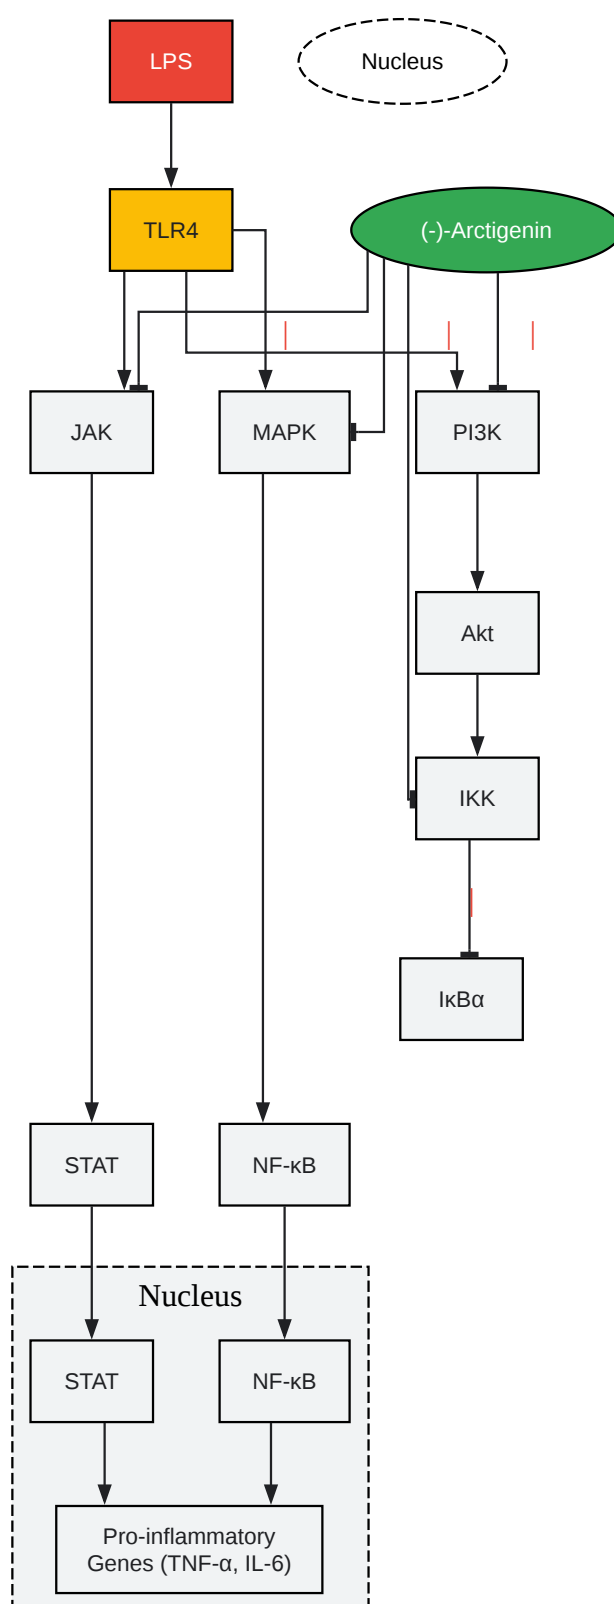 LPS
Nucleus
TLR4
(-)-Arctigenin
JAK
MAPK
PI3K
Akt
IKK
IκBα
STAT
NF-κB
Nucleus
STAT
NF-κB
Pro-inflammatory
Genes (TNF-α, IL-6)